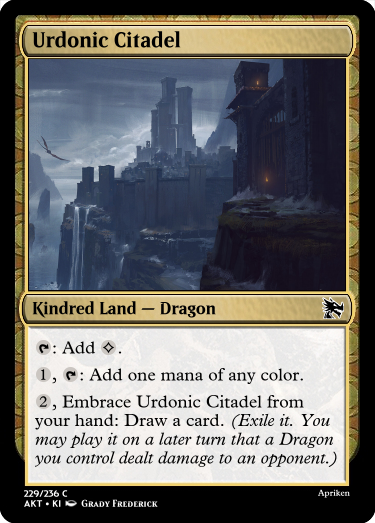 Urdonic Citadel
Kindred Land — Dragon
: Add .
1, : Add one mana of any color.
2, Embrace Urdonic Citadel from
your hand: Draw a card. (Exile it. You
may play it on a later turn that a Dragon
you control dealt damage to an opponent.)
229/236 C
Apriken
AKT • KI Grady Frederick